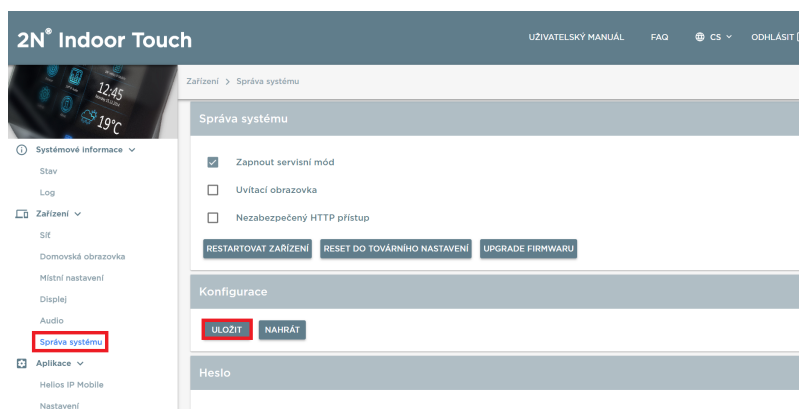 2N® Indoor Touch
UŽIVATELSKÝ MANUÁL FAQ CS ODHLÁSIT
12:45
19°C
Zařízení > Správa systému
Správa systému
Systémové informace
Stav
Log
Zařízení
Síť
Domovská obrazovka
Místní nastavení
Displej
Audio
Správa systému
Aplikace
Helios IP Mobile
Nastavení
Zapnout servisní mód
Uvítací obrazovka
Nezabezpečený HTTP přístup
RESTARTOVAT ZAŘÍZENÍ RESET DO TOVÁRNÍHO NASTAVENÍ UPGRADE FIRMWARU
Konfigurace
ULOŽIT NAHRÁT
Heslo